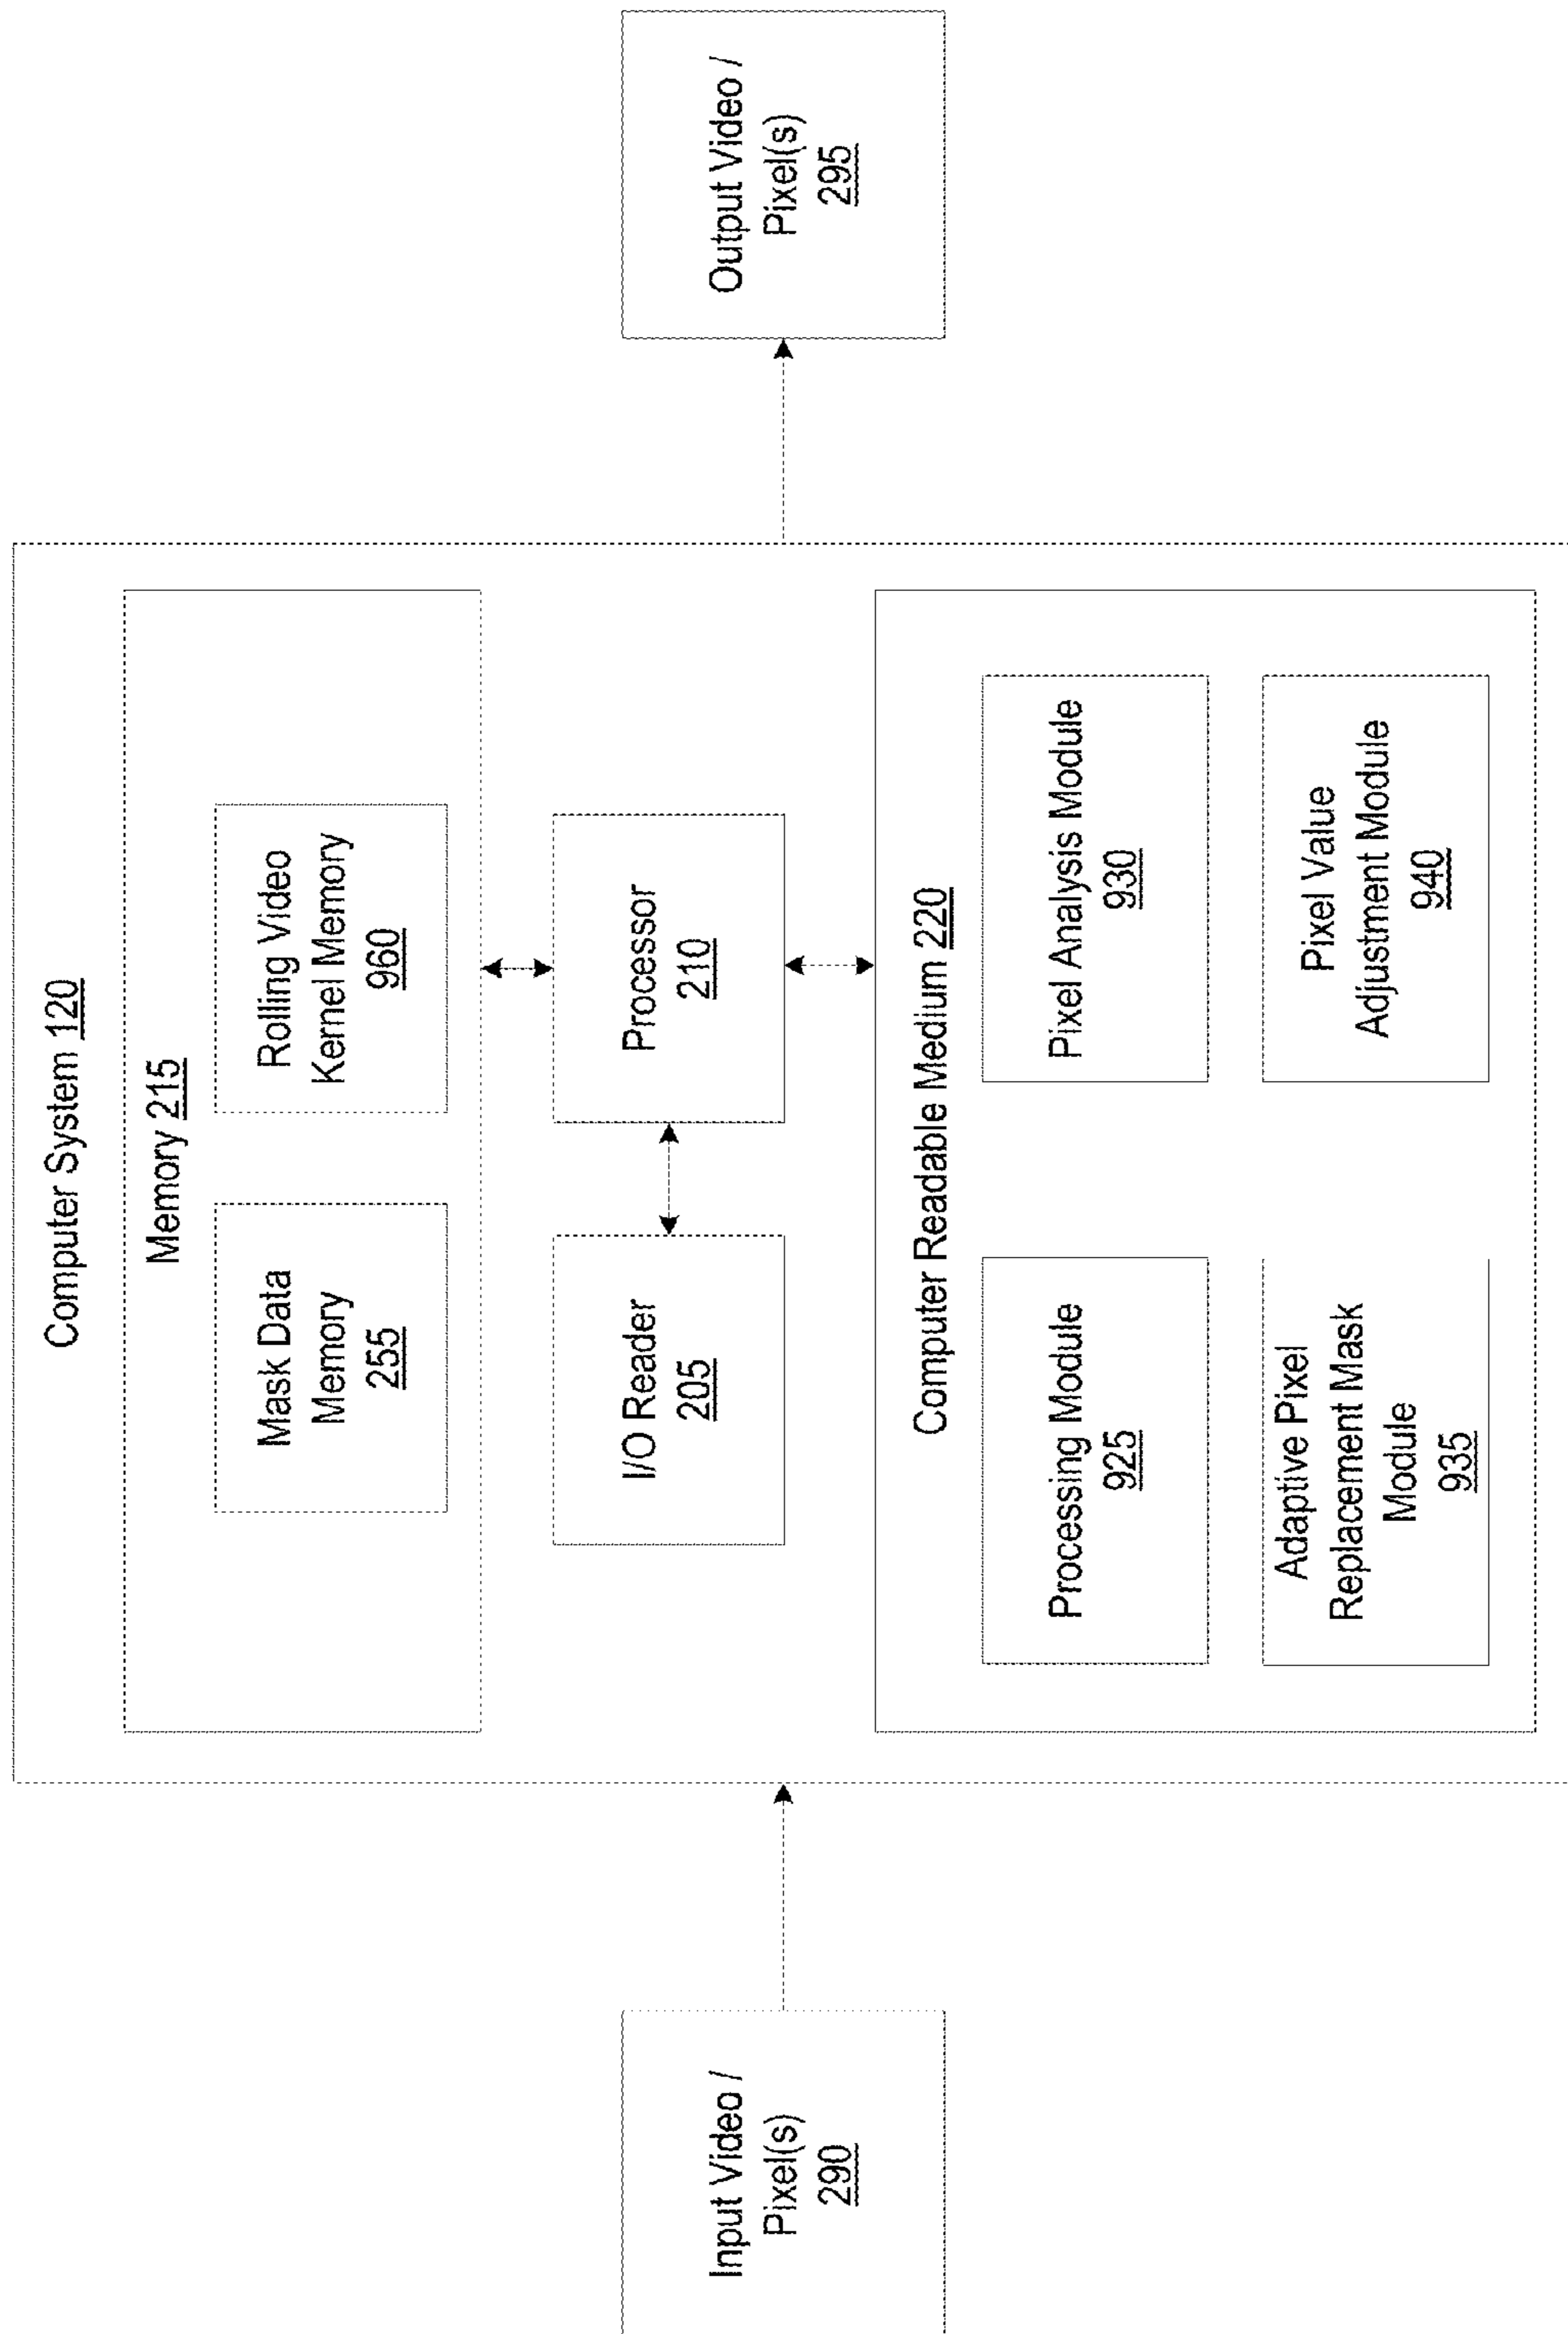 Computer System 120
Memory 215
Mask Data
Memory
255
Rolling Video
Kernel Memory
960
Input Video /
Pixel(s)
290
I/O Reader
205
Processor
210
Output Video /
Pixel(s)
295
Computer Readable Medium 220
Processing Module
925
Pixel Analysis Module
930
Adaptive Pixel
Replacement Mask
Module
935
Pixel Value
Adjustment Module
940